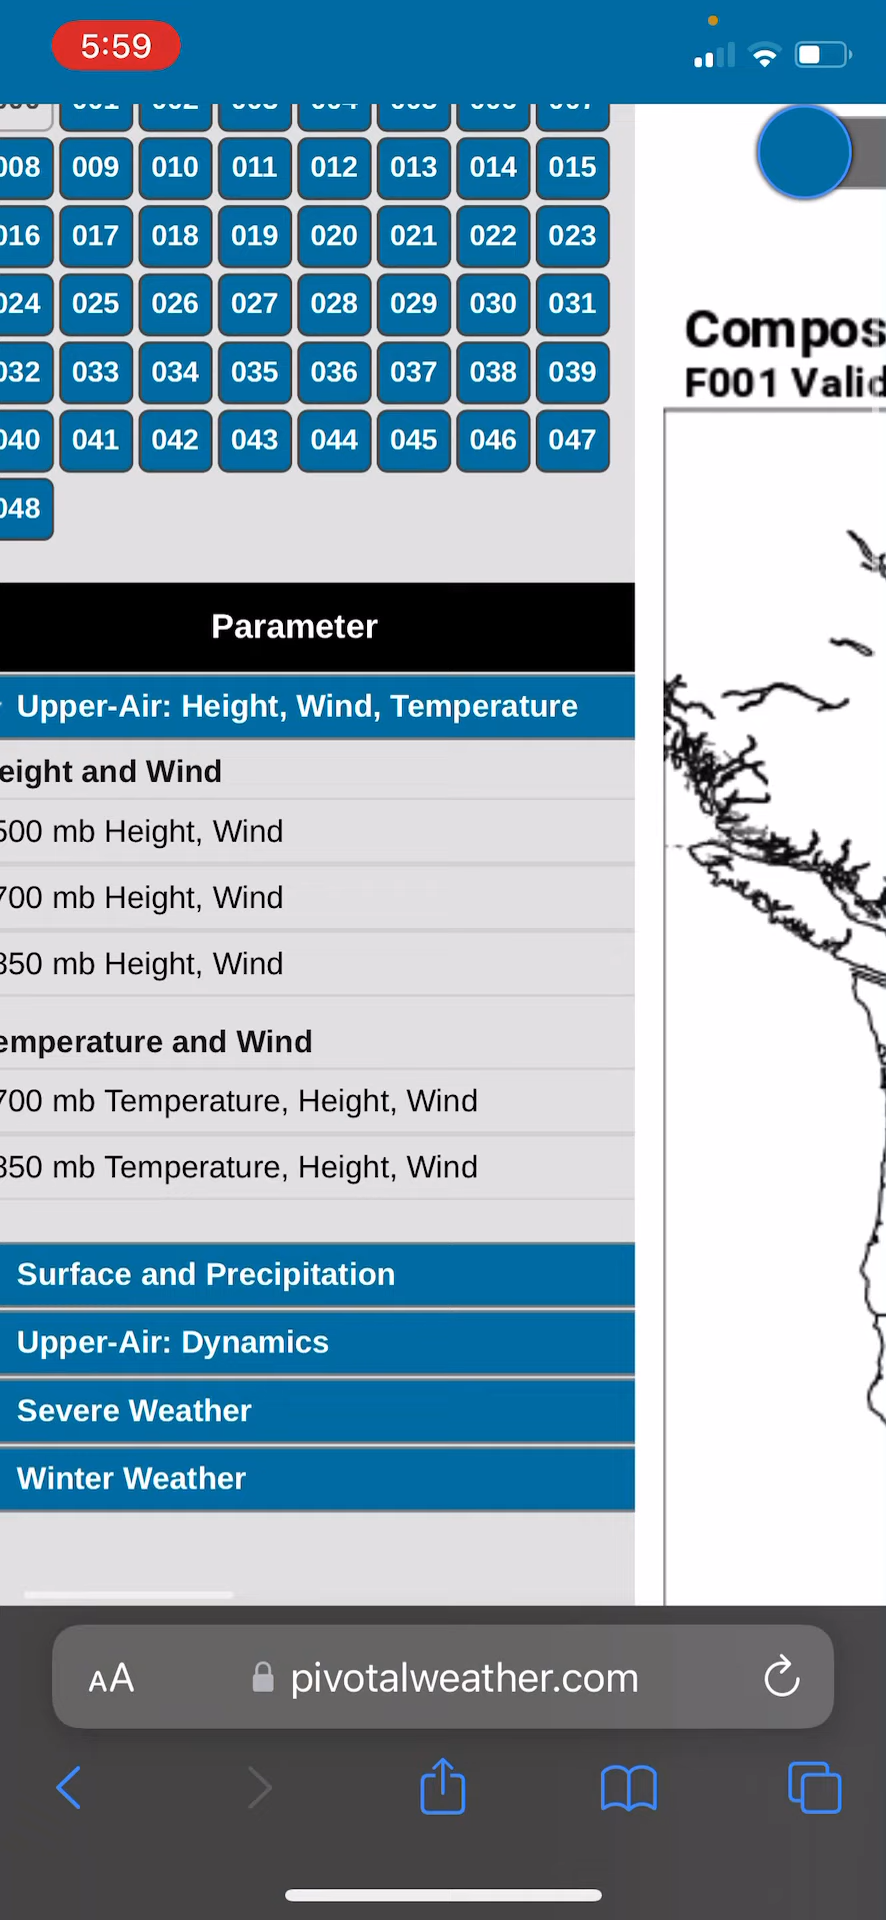 5:59
008 009 010 011 012 013 014 015
016 017 018 019 020 021 022 023
024 025 026 027 028 029 030 031
032 033 034 035 036 037 038 039
040 041 042 043 044 045 046 047
048
Compos
F001 Valid
Parameter
Upper-Air: Height, Wind, Temperature
eight and Wind
500 mb Height, Wind
700 mb Height, Wind
850 mb Height, Wind
emperature and Wind
700 mb Temperature, Height, Wind
850 mb Temperature, Height, Wind
Surface and Precipitation
Upper-Air: Dynamics
Severe Weather
Winter Weather
AA pivotalweather.com